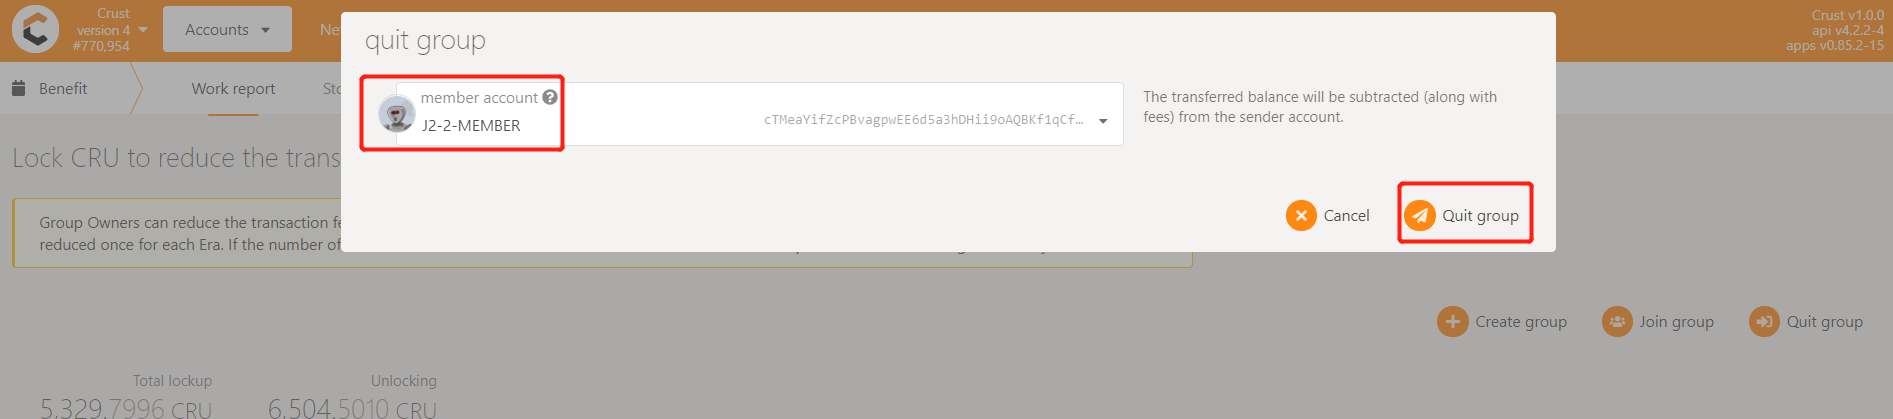 Crust
version 4
#770,954
Accounts
Ne
Crust v1.0.0
api v4.2.2-4
apps v0.85.2-15
quit group
Benefit
Work report
Sto
member account
J2-2-MEMBER
cTMeaYifZcPBvagpwEE6d5a3hDHii9oAQBKf1qCf…
The transferred balance will be subtracted (along with
fees) from the sender account.
Lock CRU to reduce the trans
Group Owners can reduce the transaction fe
reduced once for each Era. If the number of
Cancel
Quit group
Create group
Join group
Quit group
Total lockup
5,329.7996 CRU
Unlocking
6,504.5010 CRU